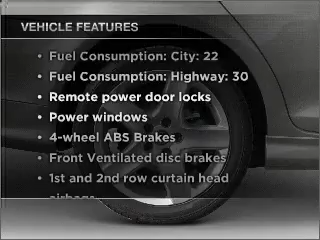 VEHICLE FEATURES
• Fuel Consumption: City: 22
• Fuel Consumption: Highway: 30
• Remote power door locks
• Power windows
• 4-wheel ABS Brakes
• Front Ventilated disc brakes
• 1st and 2nd row curtain head
airbags